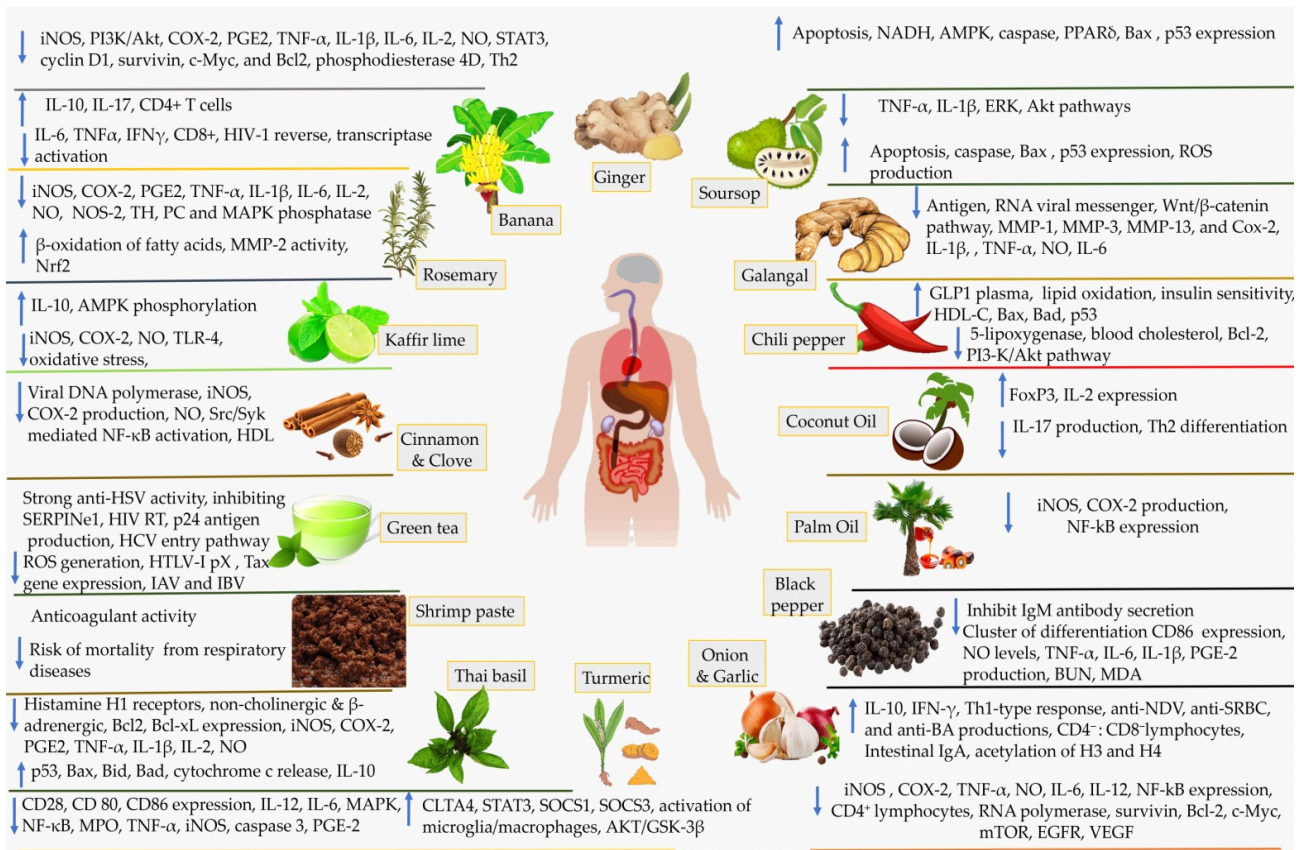 iNOS, PI3K/Akt, COX-2, PGE2, TNF-α, IL-1β, IL-6, IL-2, NO, STAT3,
cyclin D1, survivin, c-Myc, and Bcl2, phosphodiesterase 4D, Th2
Apoptosis, NADH, AMPK, caspase, PPARδ, Bax , p53 expression
Ginger
IL-10, IL-17, CD4+ T cells
IL-6, TNFα, IFNγ, CD8+, HIV-1 reverse, transcriptase
activation
Banana
TNF-α, IL-1β, ERK, Akt pathways
Apoptosis, caspase, Bax , p53 expression, ROS
production
Soursop
iNOS, COX-2, PGE2, TNF-α, IL-1β, IL-6, IL-2,
NO, NOS-2, TH, PC and MAPK phosphatase
β-oxidation of fatty acids, MMP-2 activity,
Nrf2
Rosemary
Antigen, RNA viral messenger, Wnt/β-catenin
pathway, MMP-1, MMP-3, MMP-13, and Cox-2,
IL-1β, , TNF-α, NO, IL-6
Galangal
IL-10, AMPK phosphorylation
iNOS, COX-2, NO, TLR-4,
oxidative stress,
Kaffir lime
GLP1 plasma, lipid oxidation, insulin sensitivity,
HDL-C, Bax, Bad, p53
5-lipoxygenase, blood cholesterol, Bcl-2,
PI3-K/Akt pathway
Chili pepper
Viral DNA polymerase, iNOS,
COX-2 production, NO, Src/Syk
mediated NF-κB activation, HDL
Cinnamon
& Clove
FoxP3, IL-2 expression
IL-17 production, Th2 differentiation
Coconut Oil
Strong anti-HSV activity, inhibiting
SERPINe1, HIV RT, p24 antigen
production, HCV entry pathway
ROS generation, HTLV-I pX , Tax
gene expression, IAV and IBV
Green tea
iNOS, COX-2 production,
NF-kB expression
Palm Oil
Anticoagulant activity
Risk of mortality from respiratory
diseases
Shrimp paste
Black
pepper
Inhibit IgM antibody secretion
Cluster of differentiation CD86 expression,
NO levels, TNF-α, IL-6, IL-1β, PGE-2
production, BUN, MDA
Histamine H1 receptors, non-cholinergic & β-
adrenergic, Bcl2, Bcl-xL expression, iNOS, COX-2,
PGE2, TNF-α, IL-1β, IL-2, NO
p53, Bax, Bid, Bad, cytochrome c release, IL-10
Thai basil
Turmeric
CD28, CD 80, CD86 expression, IL-12, IL-6, MAPK,
NF-κB, MPO, TNF-α, iNOS, caspase 3, PGE-2
CLTA4, STAT3, SOCS1, SOCS3, activation of
microglia/macrophages, AKT/GSK-3β
Onion
& Garlic
IL-10, IFN-γ, Th1-type response, anti-NDV, anti-SRBC,
and anti-BA productions, CD4⁻: CD8⁻lymphocytes,
Intestinal IgA, acetylation of H3 and H4
iNOS , COX-2, TNF-α, NO, IL-6, IL-12, NF-kB expression,
CD4⁺ lymphocytes, RNA polymerase, survivin, Bcl-2, c-Myc,
mTOR, EGFR, VEGF